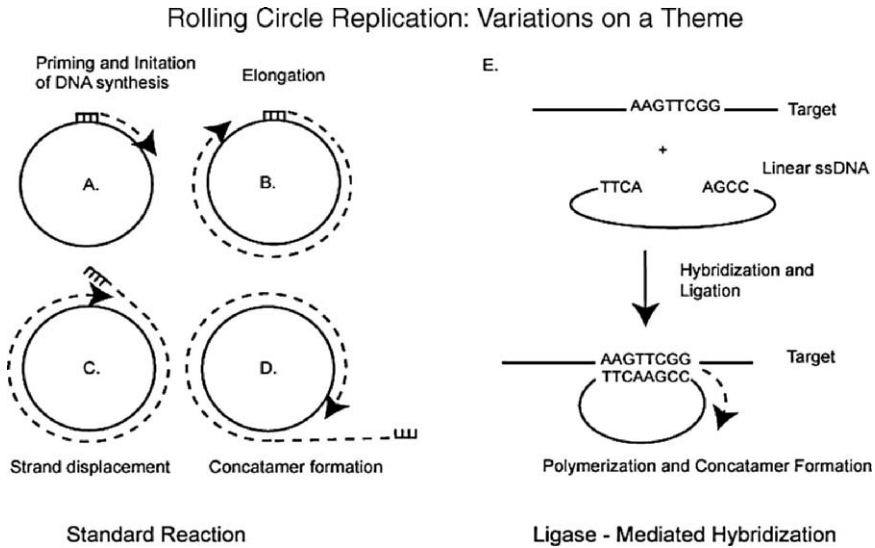 Rolling Circle Replication: Variations on a Theme
Priming and Initation
of DNA synthesis
Elongation
A.
B.
C.
D.
Strand displacement
Concatamer formation
Standard Reaction
E.
AAGTTCGG
Target
+
Linear ssDNA
TTCA
AGCC
Hybridization and
Ligation
AAGTTCGG
Target
TTCAAGCC
Polymerization and Concatamer Formation
Ligase - Mediated Hybridization